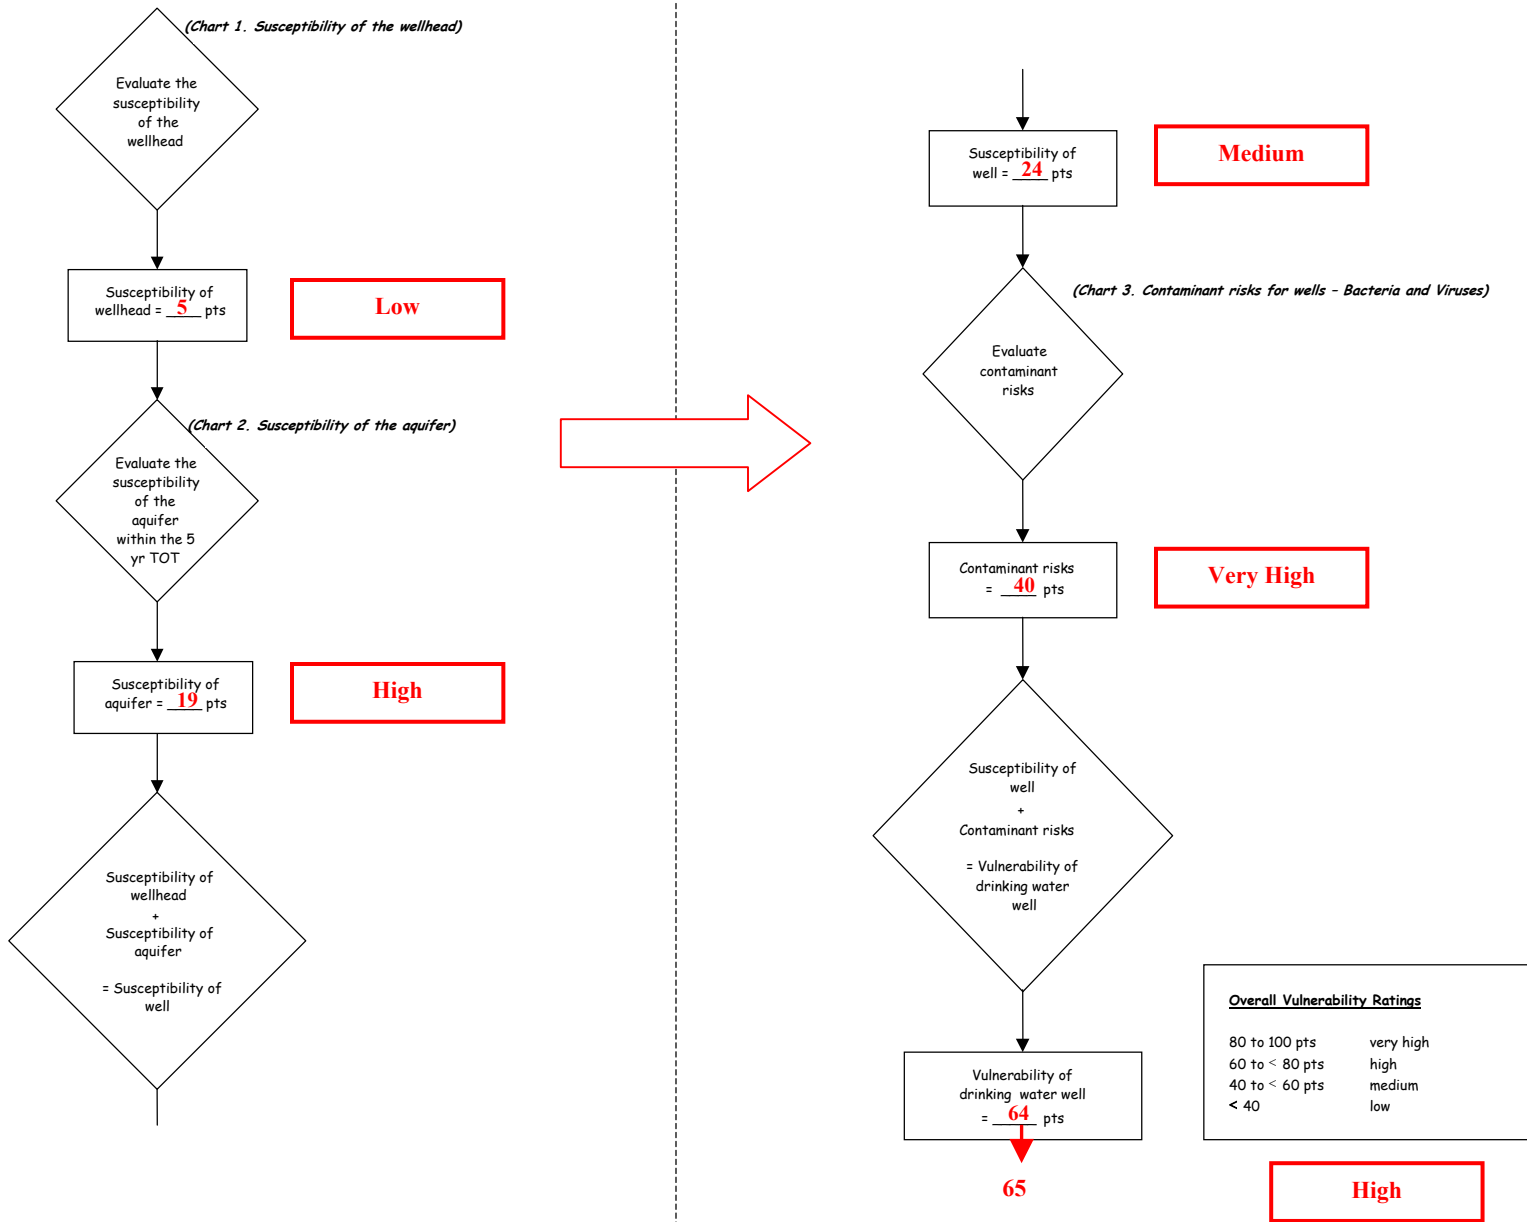 (Chart 1. Susceptibility of the wellhead)
Evaluate the
susceptibility
of the
wellhead
Susceptibility of
wellhead = 5 pts
Low
(Chart 2. Susceptibility of the aquifer)
Evaluate the
susceptibility
of the
aquifer
within the 5
yr TOT
Susceptibility of
aquifer = 19 pts
High
Susceptibility of
wellhead
+
Susceptibility of
aquifer
= Susceptibility of
well
Susceptibility of
well = 24 pts
Medium
(Chart 3. Contaminant risks for wells – Bacteria and Viruses)
Evaluate
contaminant
risks
Contaminant risks
= 40 pts
Very High
Susceptibility of
well
+
Contaminant risks
= Vulnerability of
drinking water
well
Vulnerability of
drinking water well
= 64 pts
65
Overall Vulnerability Ratings
80 to 100 pts very high
60 to < 80 pts high
40 to < 60 pts medium
< 40 low
High